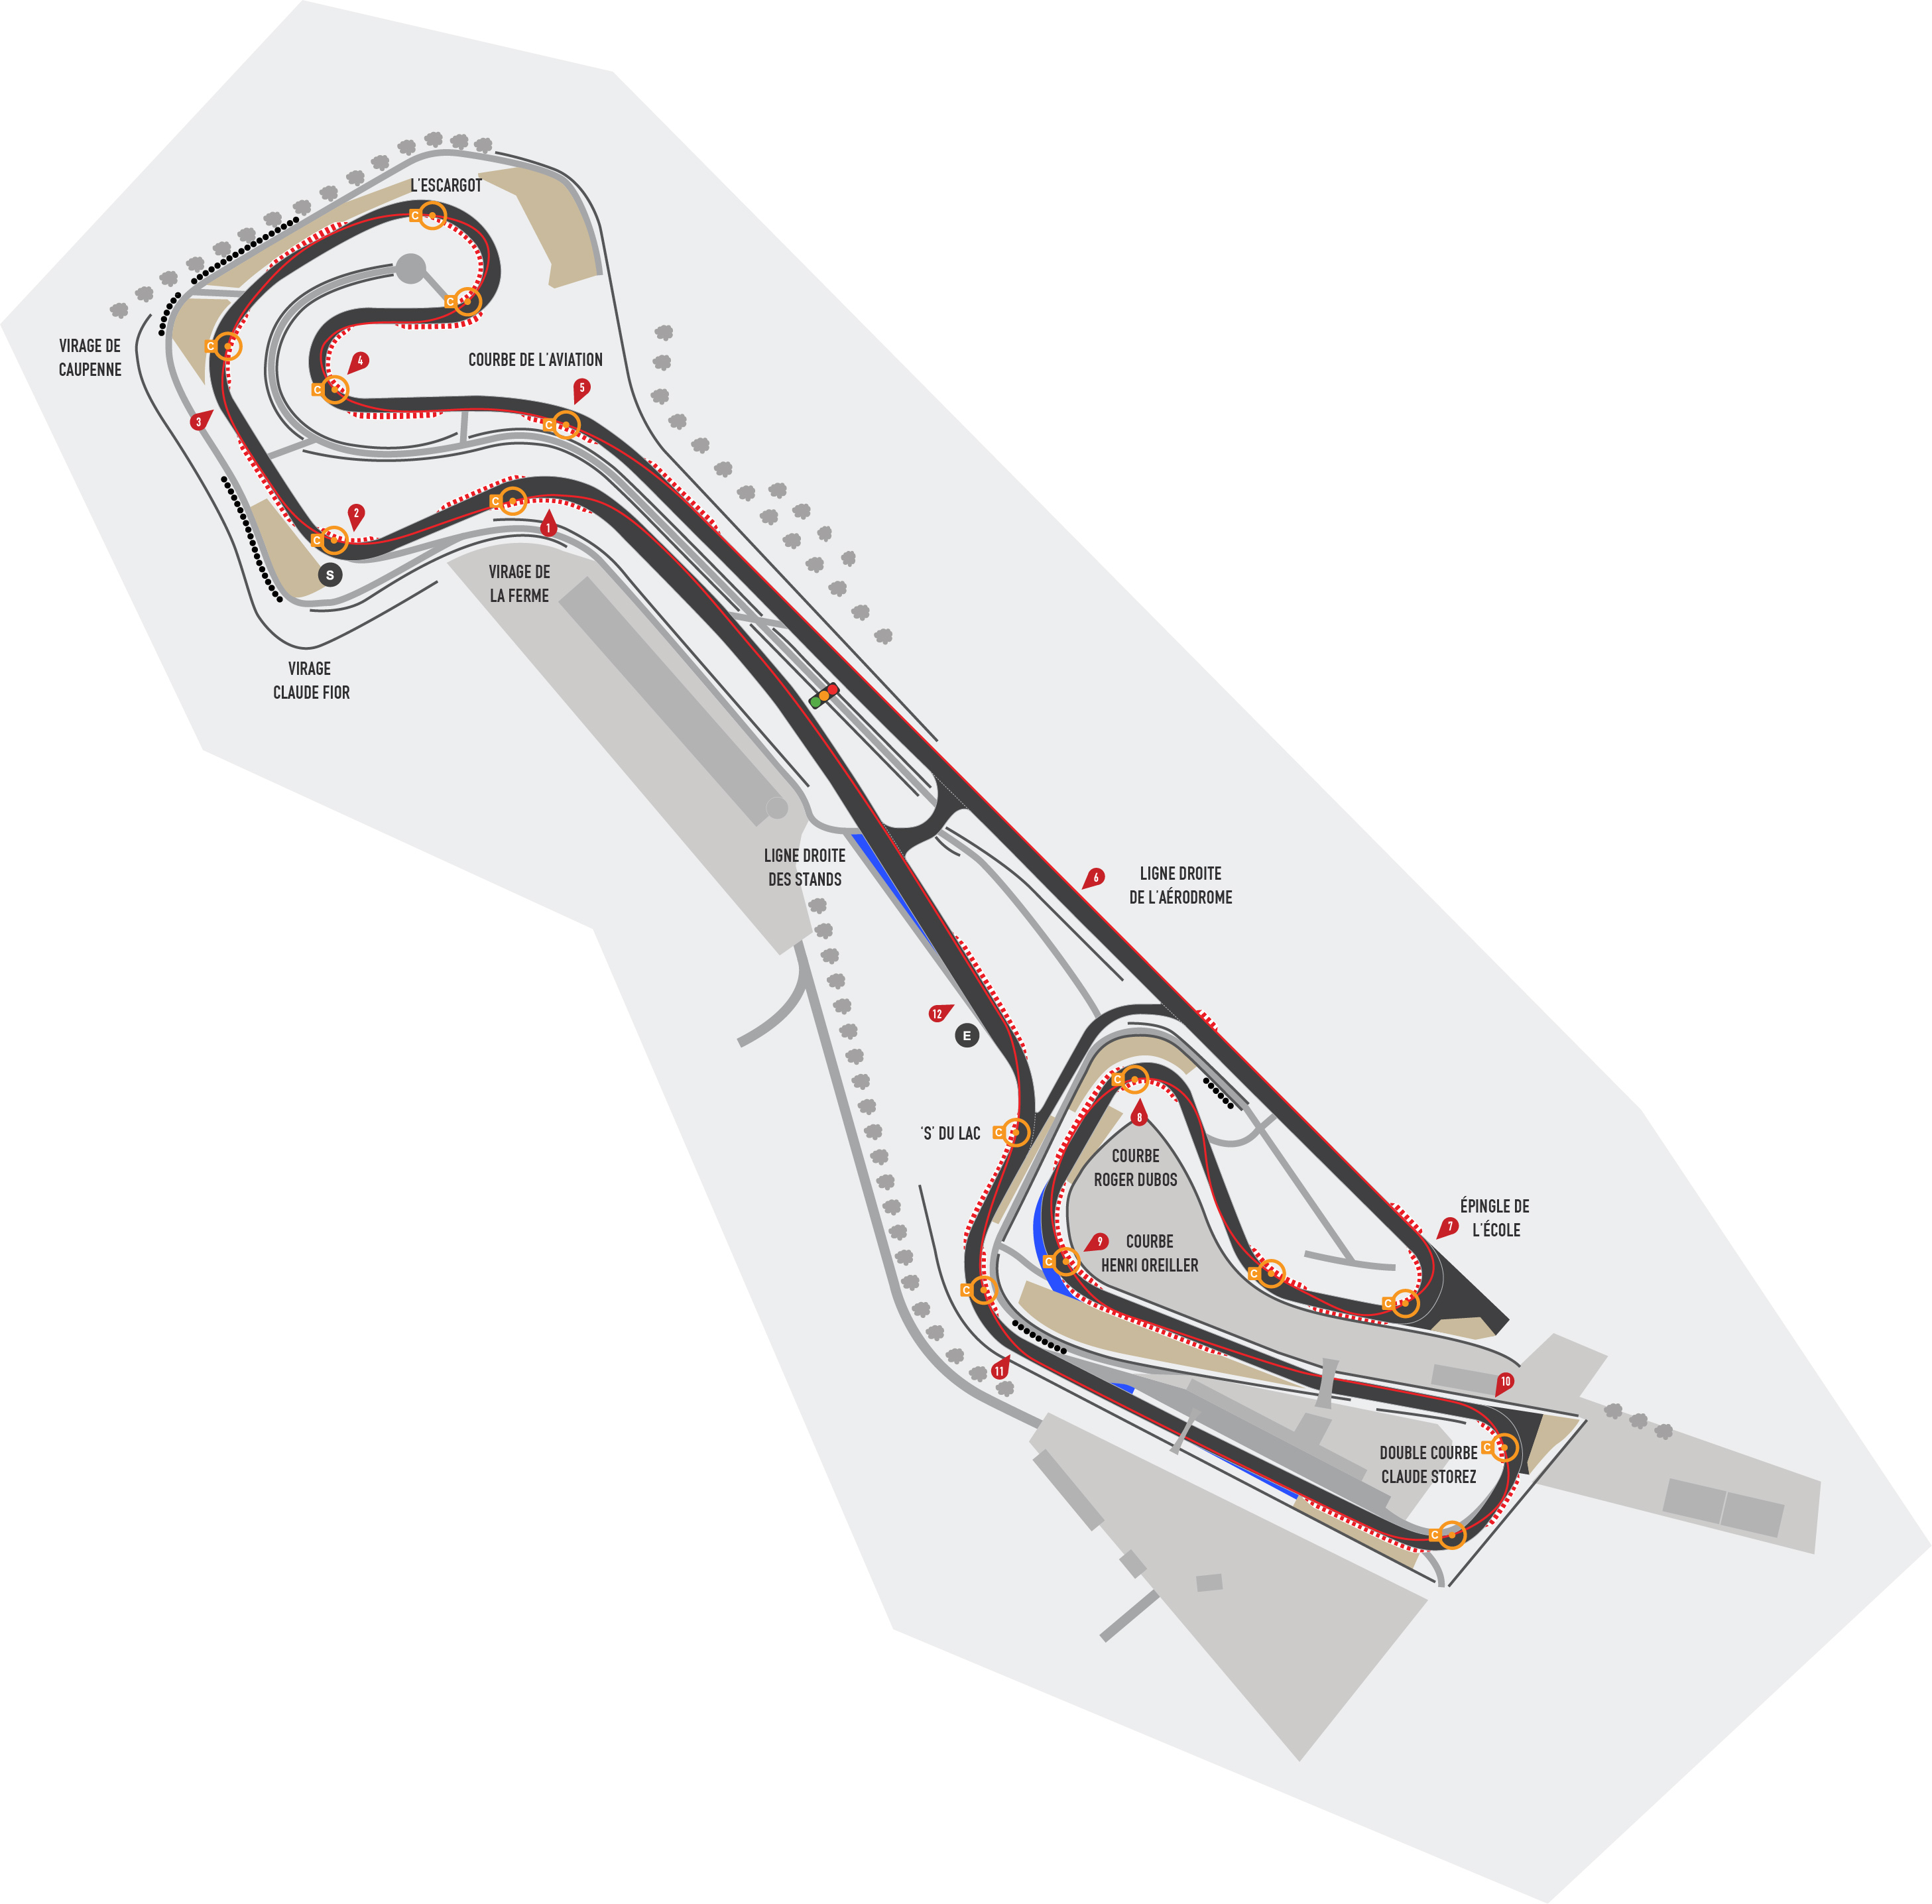 L'ESCARGOT
C
C
VIRAGE DE
CAUPENNE
C
COURBE DE L'AVIATION
4
C
5
C
3
C
1
2
C
S
VIRAGE DE
LA FERME
VIRAGE
CLAUDE FIOR
LIGNE DROITE
DES STANDS
6
LIGNE DROITE
DE L'AÉRODROME
12
E
C
8
'S' DU LAC
C
COURBE
ROGER DUBOS
ÉPINGLE DE
L'ÉCOLE
7
9
COURBE
HENRI OREILLER
C
C
C
C
11
10
DOUBLE COURBE
CLAUDE STOREZ
C
C